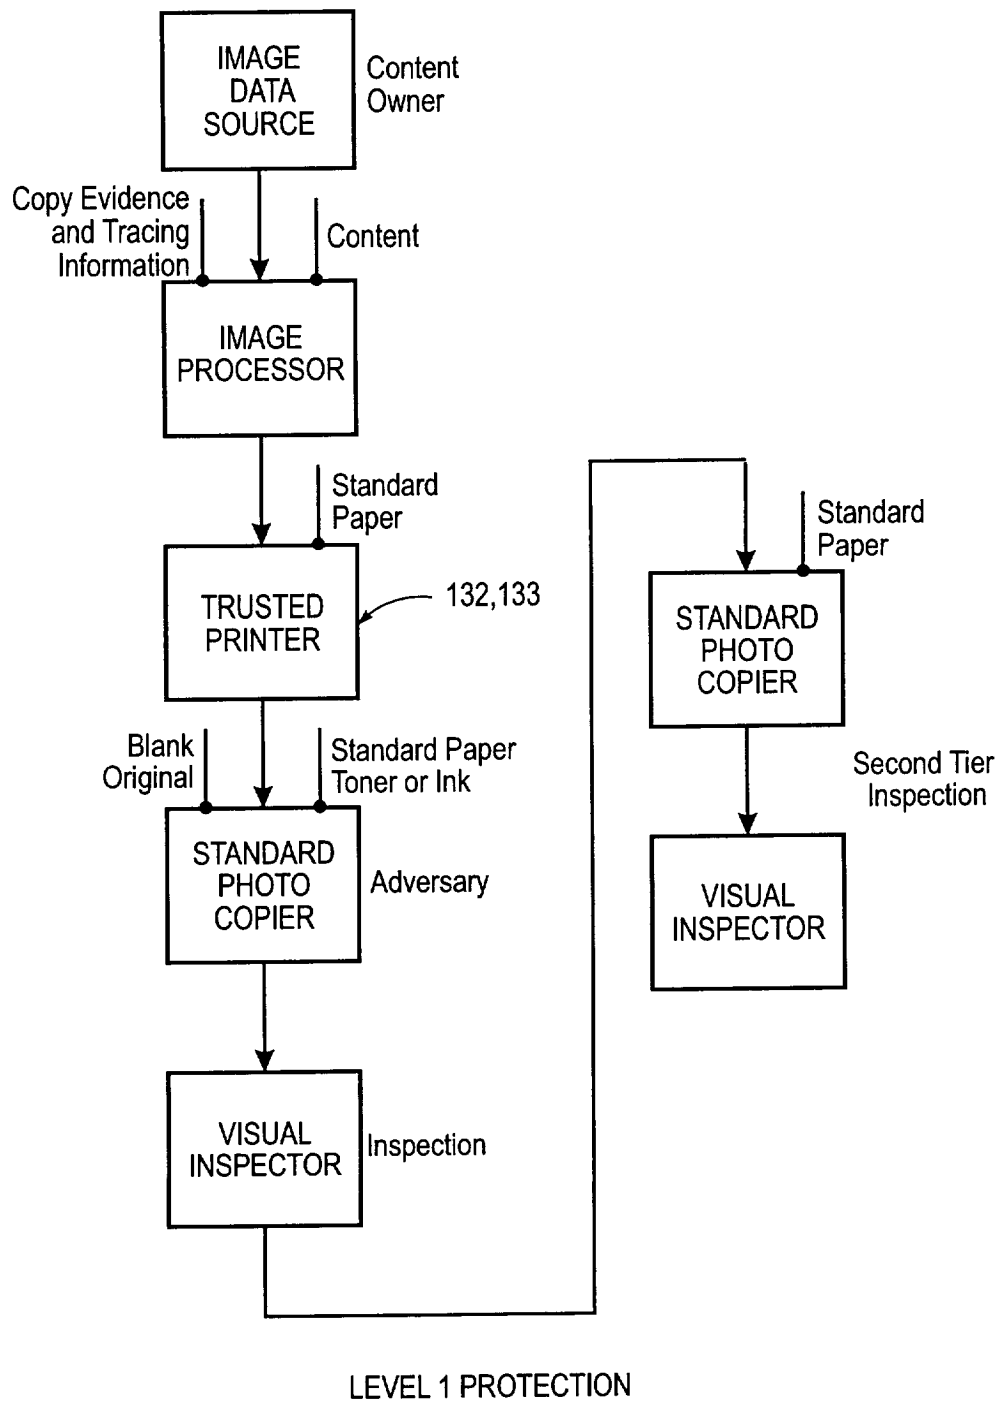 IMAGE
DATA
SOURCE
Content
Owner
Copy Evidence
and Tracing
Information
Content
IMAGE
PROCESSOR
Standard
Paper
TRUSTED
PRINTER
132,133
Blank
Original
Standard Paper
Toner or Ink
STANDARD
PHOTO
COPIER
Adversary
VISUAL
INSPECTOR
Inspection
Standard
Paper
STANDARD
PHOTO
COPIER
Second Tier
Inspection
VISUAL
INSPECTOR
LEVEL 1 PROTECTION